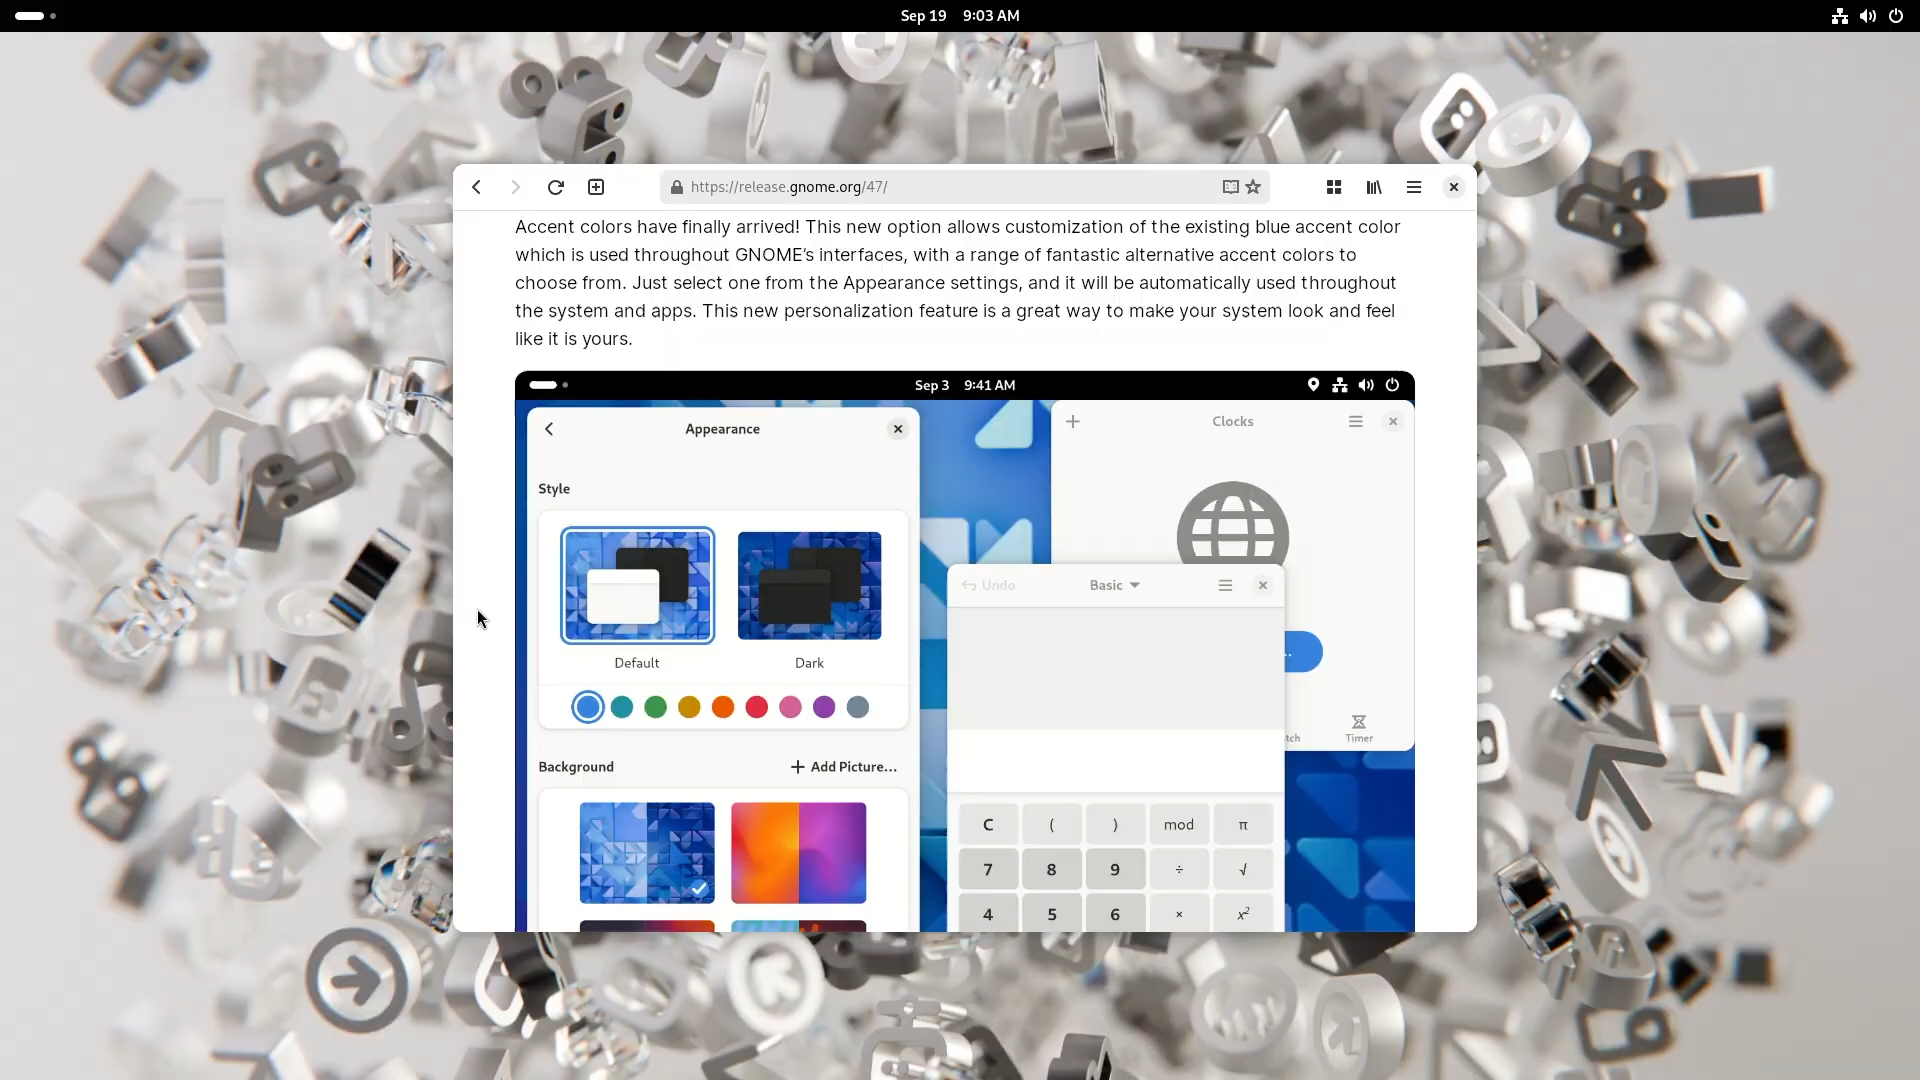 Sep 19 9:03 AM
https://release.gnome.org/47/
Accent colors have finally arrived! This new option allows customization of the existing blue accent color
which is used throughout GNOME’s interfaces, with a range of fantastic alternative accent colors to
choose from. Just select one from the Appearance settings, and it will be automatically used throughout
the system and apps. This new personalization feature is a great way to make your system look and feel
like it is yours.
Sep 3 9:41 AM
Appearance
Clocks
Style
Undo
Basic
Default
Dark
...
tch
Timer
Background
Add Picture...
C ( ) mod π
7 8 9 ÷ √
4 5 6 × x²